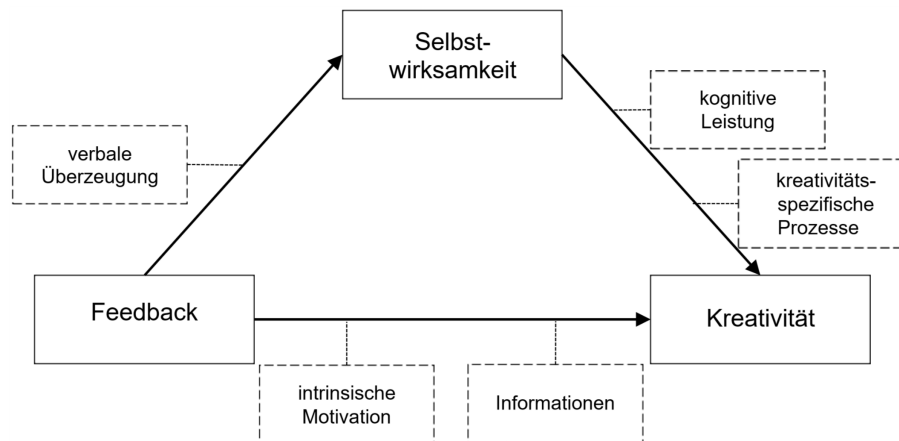 Selbst-
wirksamkeit
kognitive
Leistung
verbale
Überzeugung
kreativitäts-
spezifische
Prozesse
Feedback
Kreativität
intrinsische
Motivation
Informationen